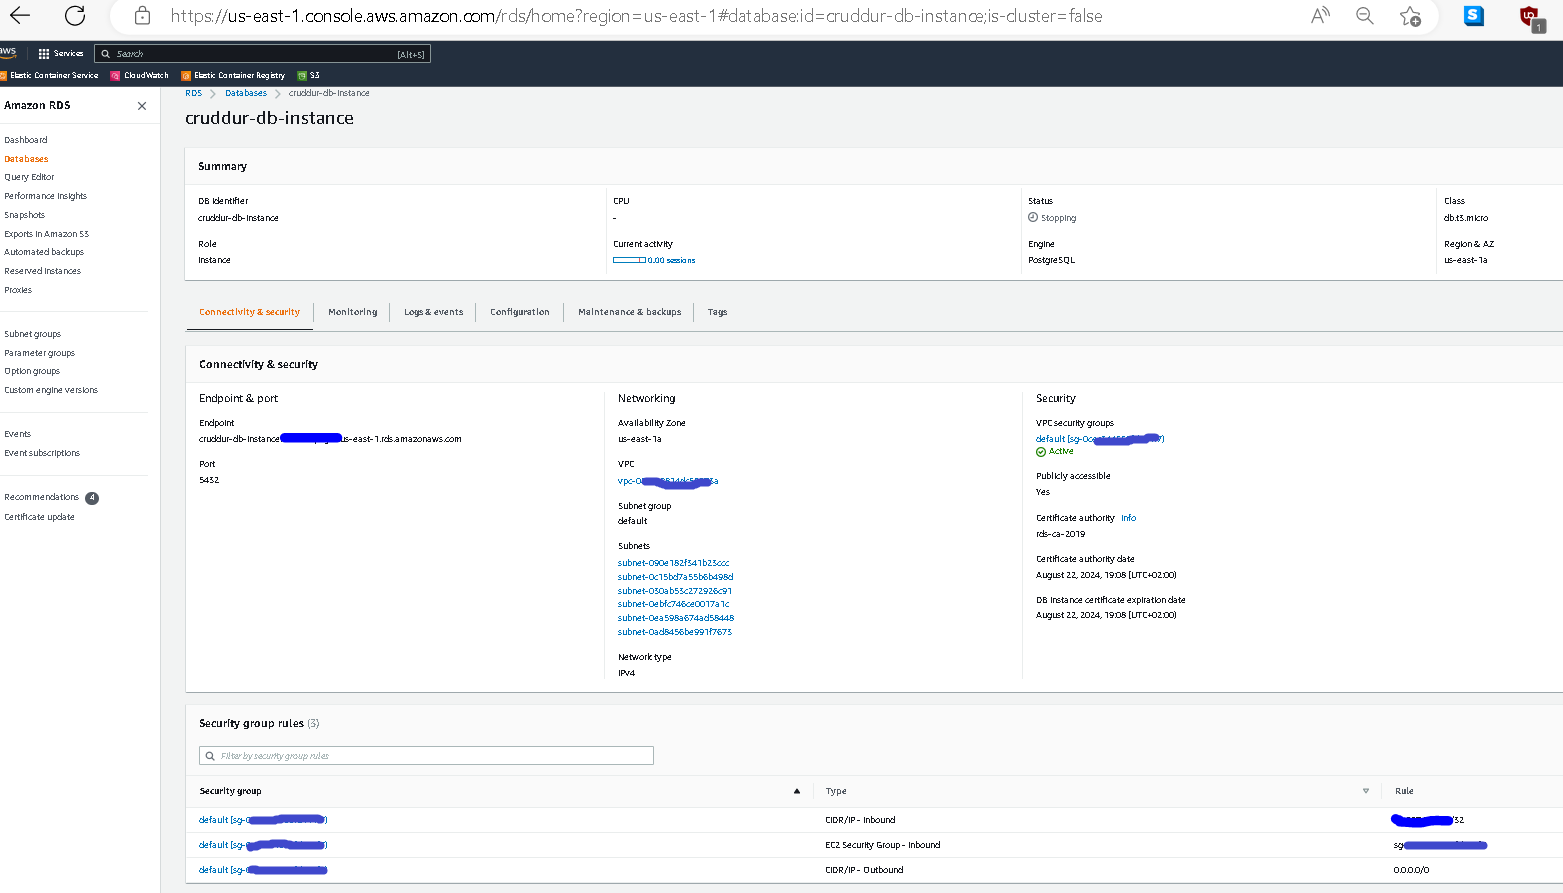 https://us-east-1.console.aws.amazon.com/rds/home?region=us-east-1#database:id=cruddur-db-instance;is-cluster=false
1
aws
Services
Search
[Alt+S]
Elastic Container Service
CloudWatch
Elastic Container Registry
S3
Amazon RDS
Dashboard
Databases
Query Editor
Performance insights
Snapshots
Exports in Amazon S3
Automated backups
Reserved instances
Proxies
Subnet groups
Parameter groups
Option groups
Custom engine versions
Events
Event subscriptions
Recommendations 4
Certificate update
RDS > Databases > cruddur-db-instance
cruddur-db-instance
Summary
DB identifier
cruddur-db-instance
Role
Instance
CPU
-
Current activity
0.00 sessions
Status
Stopping
Engine
PostgreSQL
Class
db.t3.micro
Region & AZ
us-east-1a
Connectivity & security
Monitoring
Logs & events
Configuration
Maintenance & backups
Tags
Connectivity & security
Endpoint & port
Endpoint
cruddur-db-instance us-east-1.rds.amazonaws.com
Port
5432
Networking
Availability Zone
us-east-1a
VPC
vpc-0 3a
Subnet group
default
Subnets
subnet-090e182f341b23ccc
subnet-0c15bd7a55b6b498d
subnet-030ab53c272926c91
subnet-0ebfc746ce0017a1c
subnet-0ea598a674ad58448
subnet-0ad8456be991f7673
Network type
IPv4
Security
VPC security groups
default (sg-0 )
Active
Publicly accessible
Yes
Certificate authority Info
rds-ca-2019
Certificate authority date
August 22, 2024, 19:08 (UTC+02:00)
DB instance certificate expiration date
August 22, 2024, 19:08 (UTC+02:00)
Security group rules (3)
Filter by security group rules
Security group
Type
Rule
default (sg-0 )
CIDR/IP - Inbound
/32
default (sg- )
EC2 Security Group - Inbound
sg
default (sg-
CIDR/IP - Outbound
0.0.0.0/0